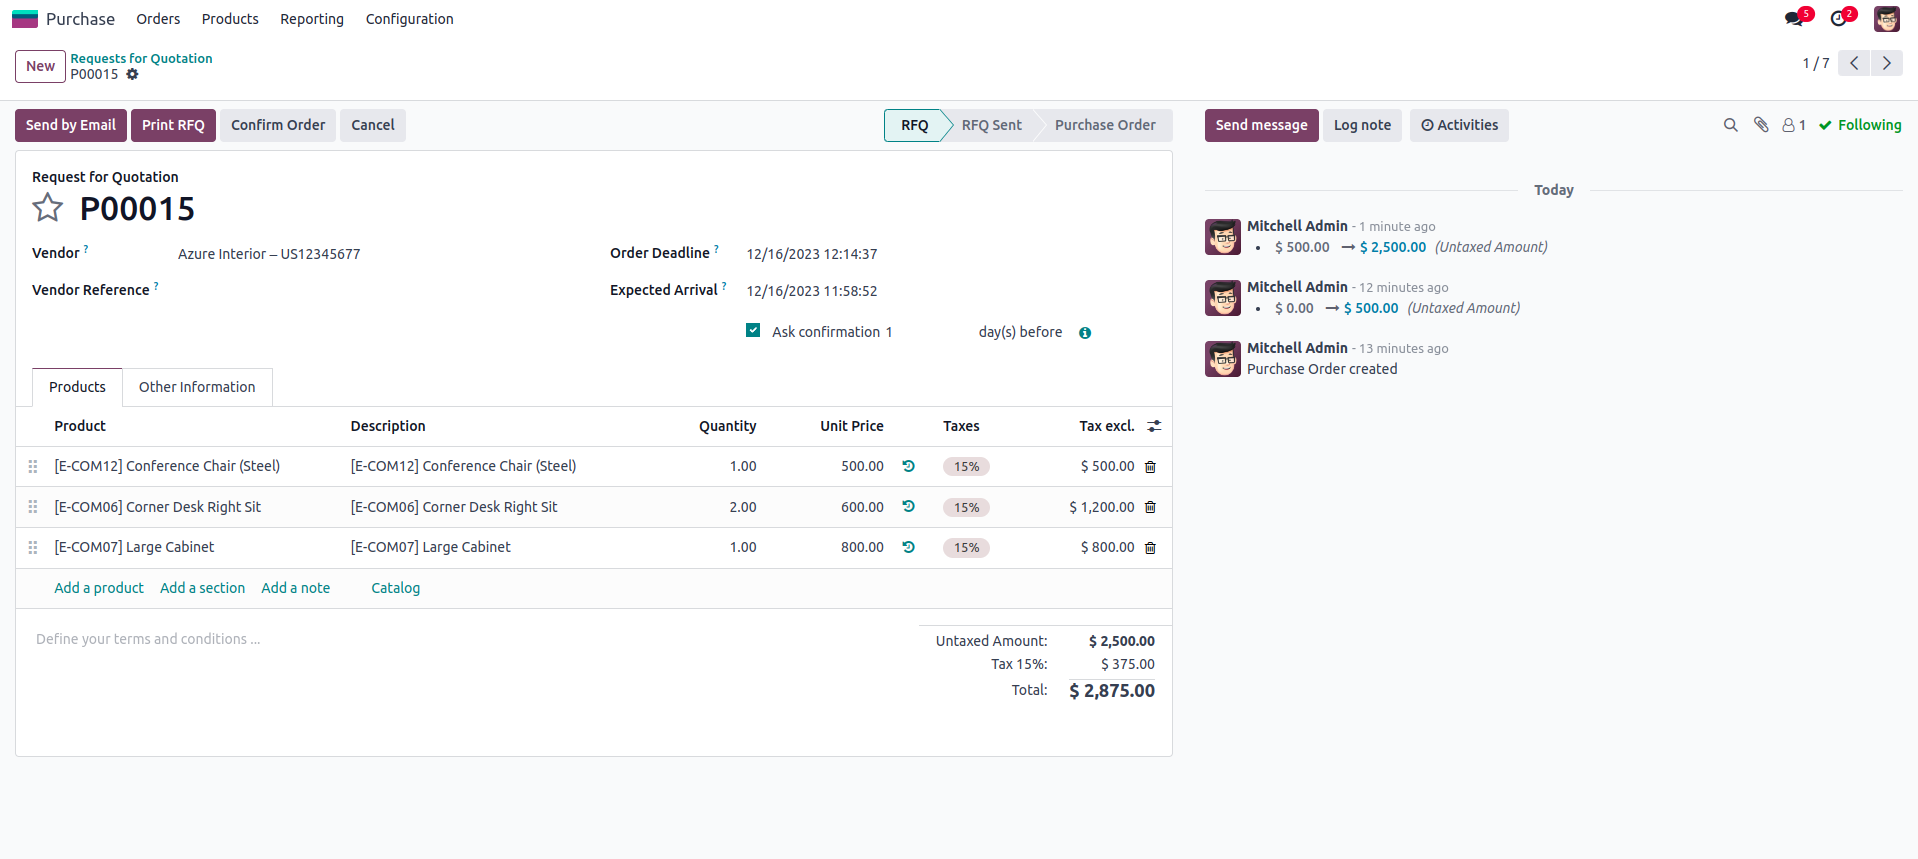 Purchase Orders Products Reporting Configuration 5 2
New Requests for Quotation
P00015
1 / 7
Send by Email Print RFQ Confirm Order Cancel RFQ RFQ Sent Purchase Order
Send message Log note Activities 1 Following
Request for Quotation
P00015
Vendor ? Azure Interior – US12345677
Order Deadline ? 12/16/2023 12:14:37
Vendor Reference ?
Expected Arrival ? 12/16/2023 11:58:52
Ask confirmation 1 day(s) before
Products Other Information
Product Description Quantity Unit Price Taxes Tax excl.
[E-COM12] Conference Chair (Steel) [E-COM12] Conference Chair (Steel) 1.00 500.00 15% $ 500.00
[E-COM06] Corner Desk Right Sit [E-COM06] Corner Desk Right Sit 2.00 600.00 15% $ 1,200.00
[E-COM07] Large Cabinet [E-COM07] Large Cabinet 1.00 800.00 15% $ 800.00
Add a product Add a section Add a note Catalog
Define your terms and conditions ...
Untaxed Amount: $ 2,500.00
Tax 15%: $ 375.00
Total: $ 2,875.00
Today
Mitchell Admin - 1 minute ago
• $ 500.00 → $ 2,500.00 (Untaxed Amount)
Mitchell Admin - 12 minutes ago
• $ 0.00 → $ 500.00 (Untaxed Amount)
Mitchell Admin - 13 minutes ago
Purchase Order created